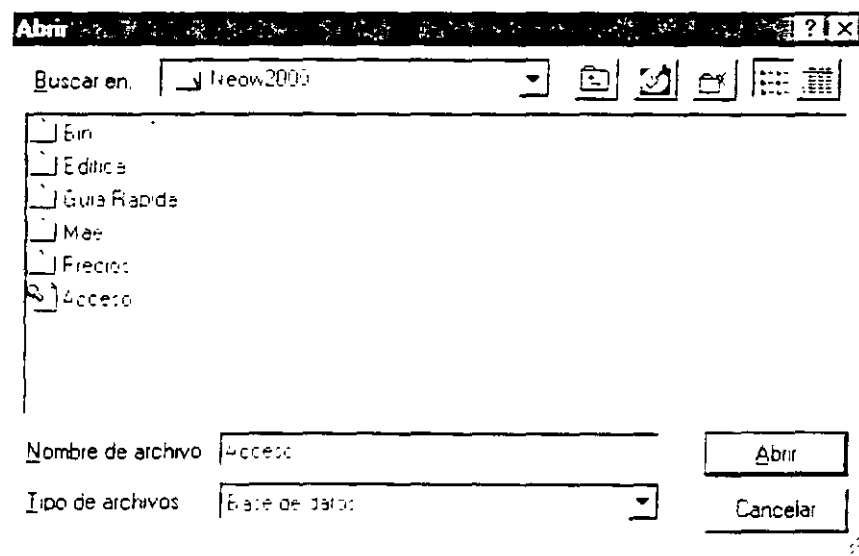 Abrir ? ×
Buscar en: Neow2000
Bin
Edifica
Guia Rapida
Mae
Precios
Acceso
Nombre de archivo Acceso Abrir
Tipo de archivos Base de datos Cancelar